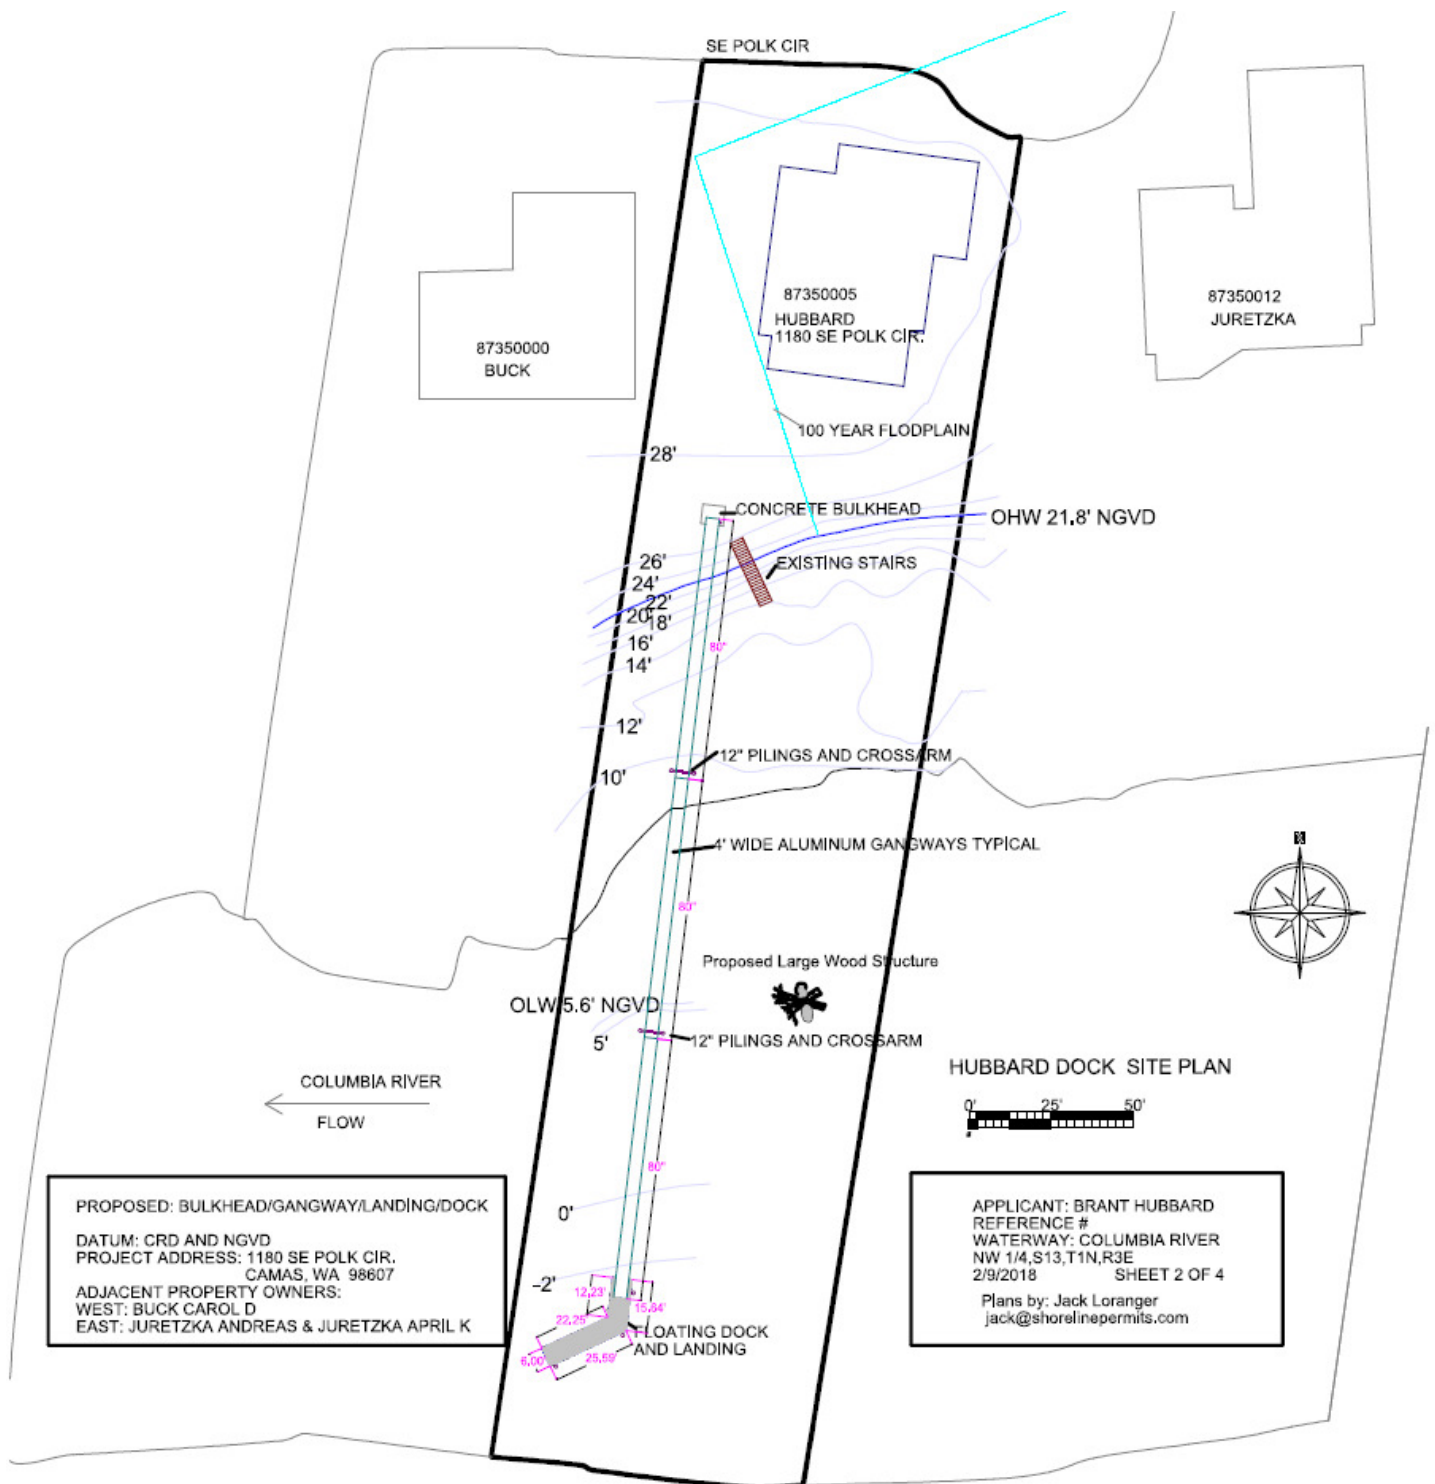 SE POLK CIR
87350005
HUBBARD
1180 SE POLK CIR.
87350012
JURETZKA
87350000
BUCK
100 YEAR FLODPLAIN
28'
CONCRETE BULKHEAD
OHW 21.8' NGVD
26'
EXISTING STAIRS
24'
22'
20'
18'
16'
80'
14'
12'
12" PILINGS AND CROSSARM
10'
4' WIDE ALUMINUM GANGWAYS TYPICAL
80"
Proposed Large Wood Structure
OLW 5.6' NGVD
12" PILINGS AND CROSSARM
5'
N
HUBBARD DOCK SITE PLAN
0' 25' 50'
COLUMBIA RIVER
FLOW
80"
0'
-2'
12.23'
15.64'
22.25'
FLOATING DOCK
AND LANDING
6.00'
25.59'
PROPOSED: BULKHEAD/GANGWAY/LANDING/DOCK
DATUM: CRD AND NGVD
PROJECT ADDRESS: 1180 SE POLK CIR.
CAMAS, WA 98607
ADJACENT PROPERTY OWNERS:
WEST: BUCK CAROL D
EAST: JURETZKA ANDREAS & JURETZKA APRIL K
APPLICANT: BRANT HUBBARD
REFERENCE #
WATERWAY: COLUMBIA RIVER
NW 1/4,S13,T1N,R3E
2/9/2018 SHEET 2 OF 4
Plans by: Jack Loranger
jack@shorelinepermits.com